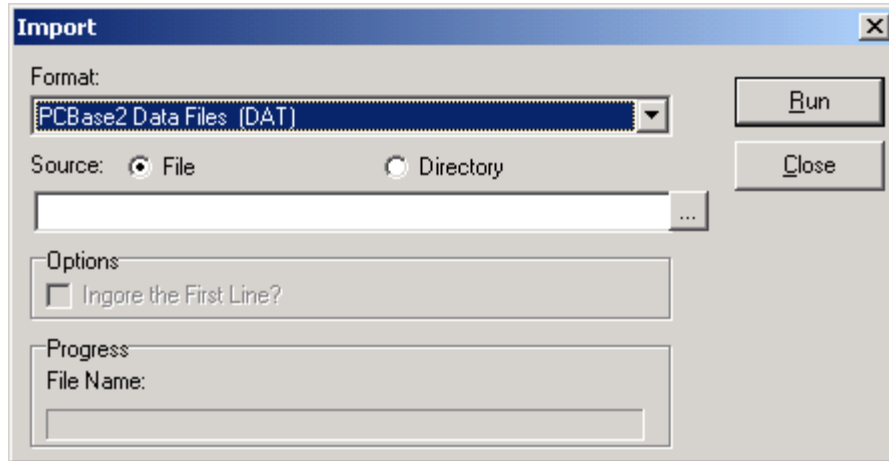 Import
Format:
PCBase2 Data Files (DAT)
Run
Source: File Directory
Close
...
Options
Ingore the First Line?
Progress
File Name: